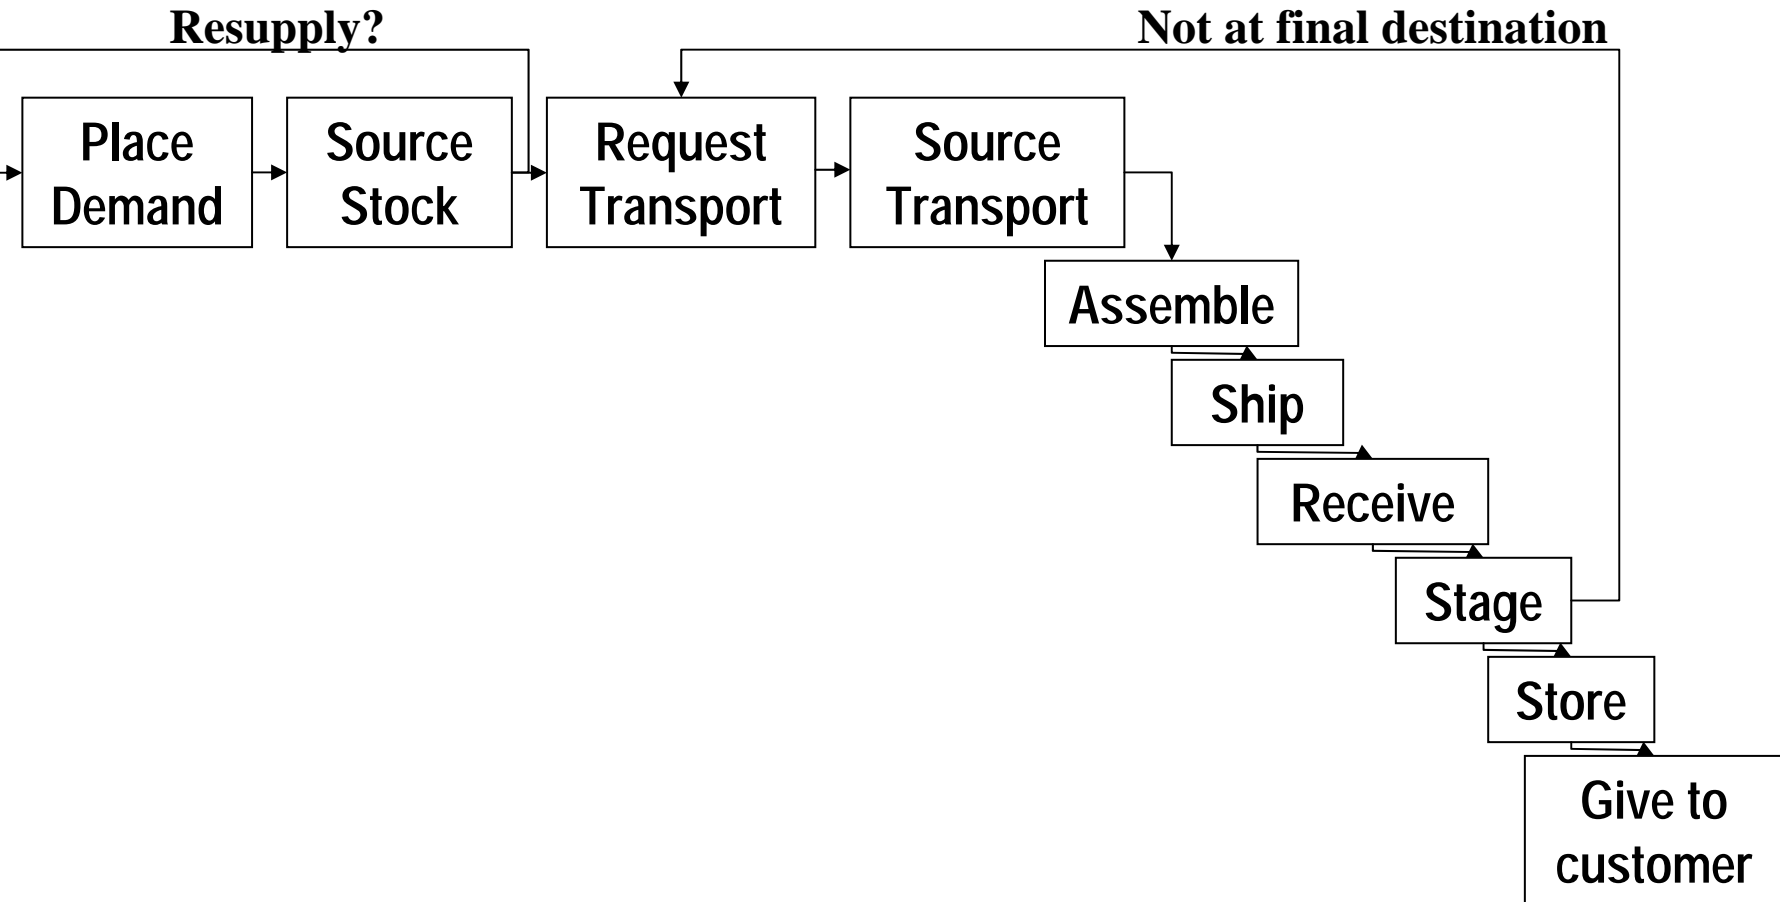 Resupply?
Not at final destination
Place
Demand
Source
Stock
Request
Transport
Source
Transport
Assemble
Ship
Receive
Stage
Store
Give to
customer